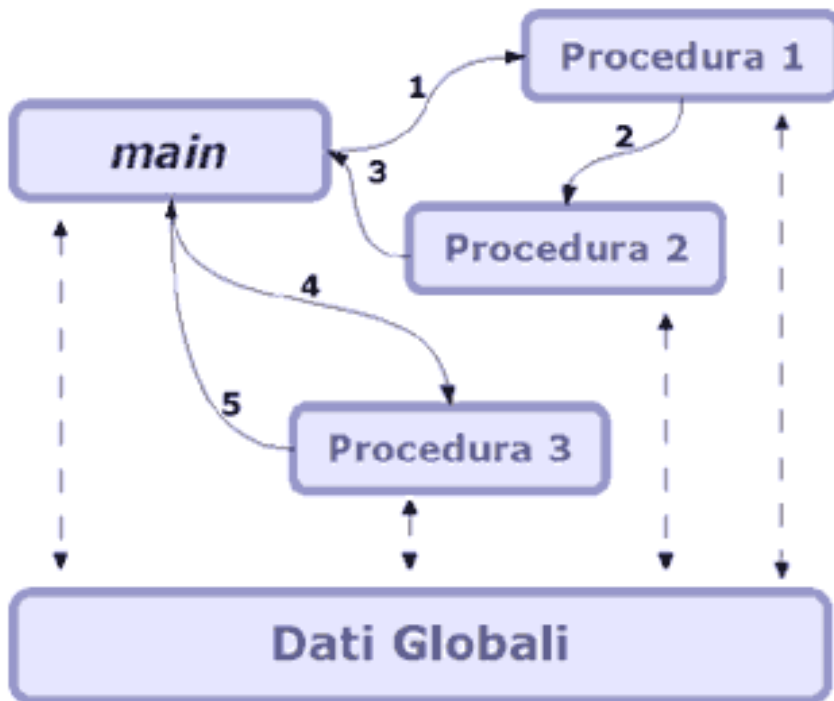 Procedura 1
1
main
2
3
Procedura 2
4
5
Procedura 3
Dati Globali